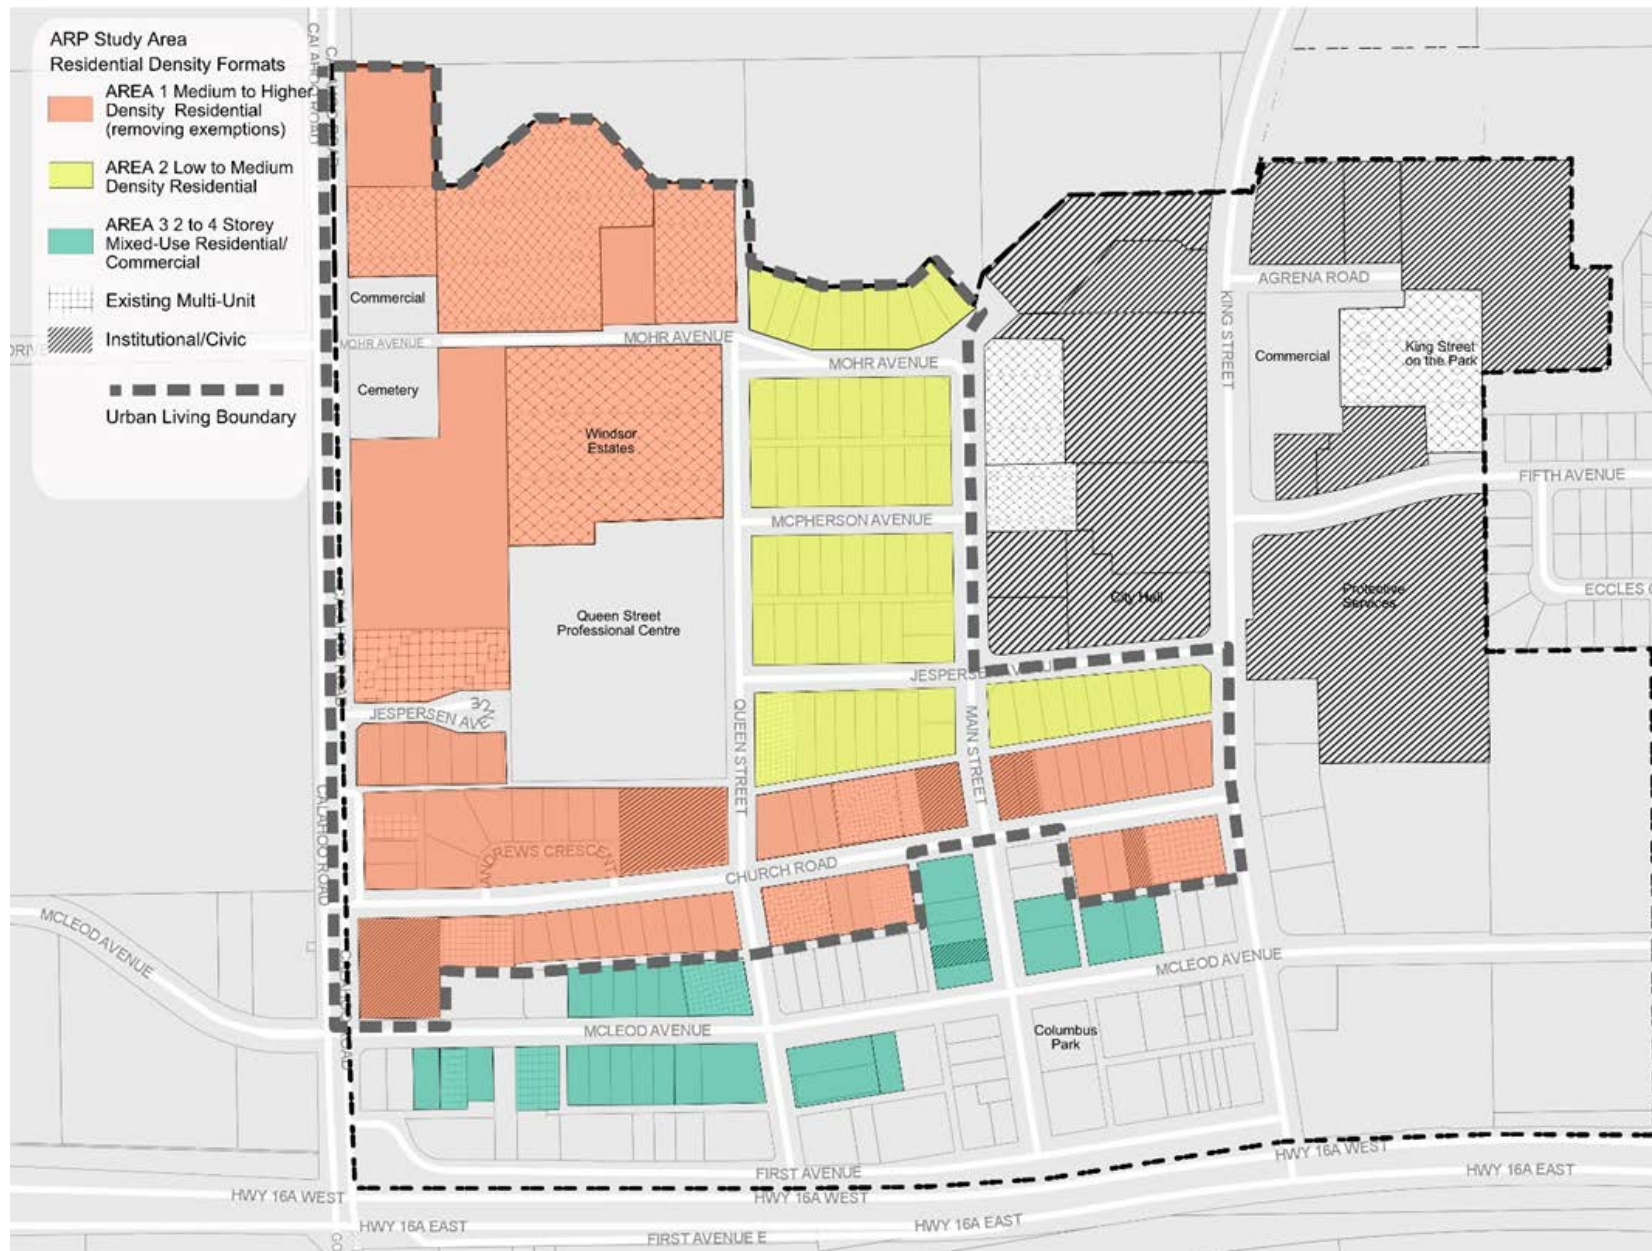 ARP Study Area
Residential Density Formats
AREA 1 Medium to Higher
Density Residential
(removing exemptions)
AREA 2 Low to Medium
Density Residential
AREA 3 2 to 4 Storey
Mixed-Use Residential/
Commercial
Existing Multi-Unit
Institutional/Civic
Urban Living Boundary
CALAHOO ROAD
AGRENA ROAD
Commercial
MOHR AVENUE
MOHR AVENUE
MOHR AVENUE
KING STREET
Commercial
King Street
on the Park
Cemetery
Windsor
Estates
FIFTH AVENUE
MCPHERSON AVENUE
Queen Street
Professional Centre
City Hall
Protective
Services
ECCLES
JESPERSEN AVE
QUEEN STREET
MAIN STREET
CALAHOO ROAD
CHURCH ROAD
MCLEOD AVENUE
MCLEOD AVENUE
MCLEOD AVENUE
Columbus
Park
FIRST AVENUE
HWY 16A WEST
HWY 16A WEST
HWY 16A WEST
HWY 16A EAST
HWY 16A EAST
HWY 16A EAST
FIRST AVENUE E